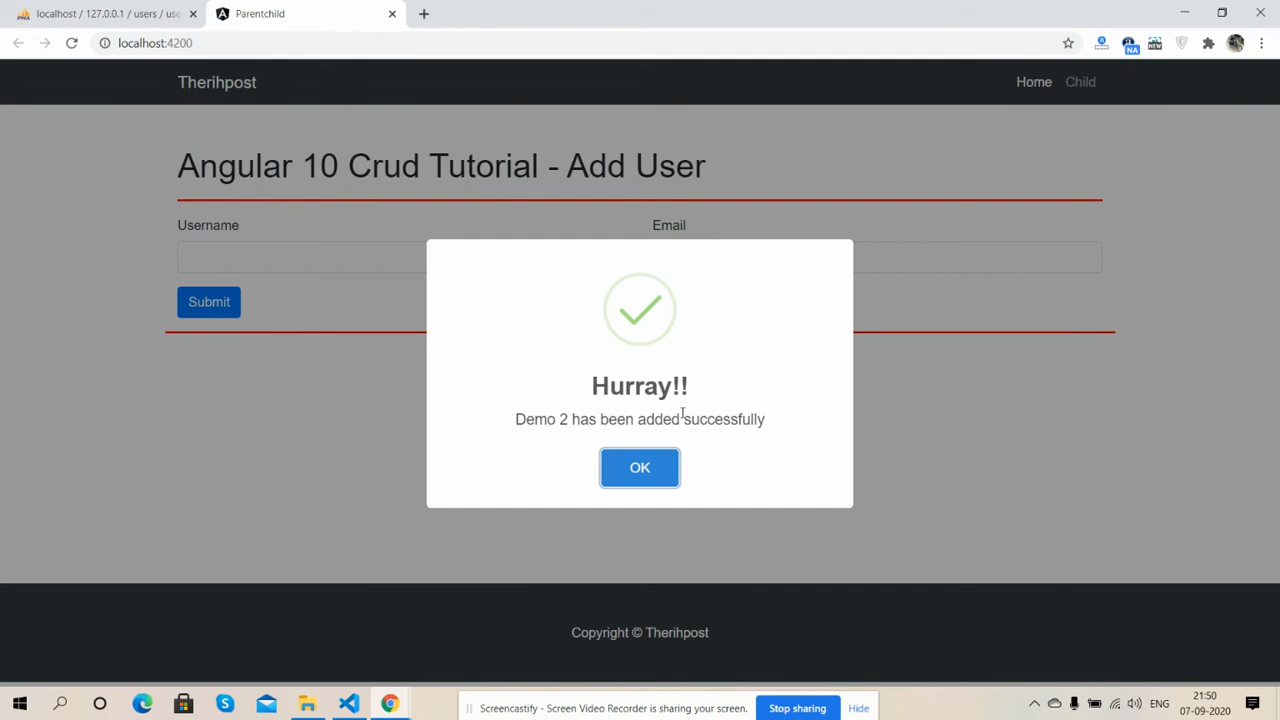 localhost / 127.0.0.1 / users / use
Parentchild
localhost:4200
NA
NEW
Therihpost
Home
Child
Angular 10 Crud Tutorial - Add User
Username
Email
Submit
Hurray!!
Demo 2 has been added successfully
OK
Copyright © Therihpost
Screencastify - Screen Video Recorder is sharing your screen.
Stop sharing
Hide
ENG
21:50
07-09-2020